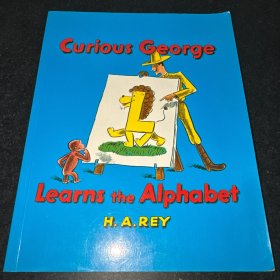 Curious George
L
Learns the Alphabet
H. A. REY